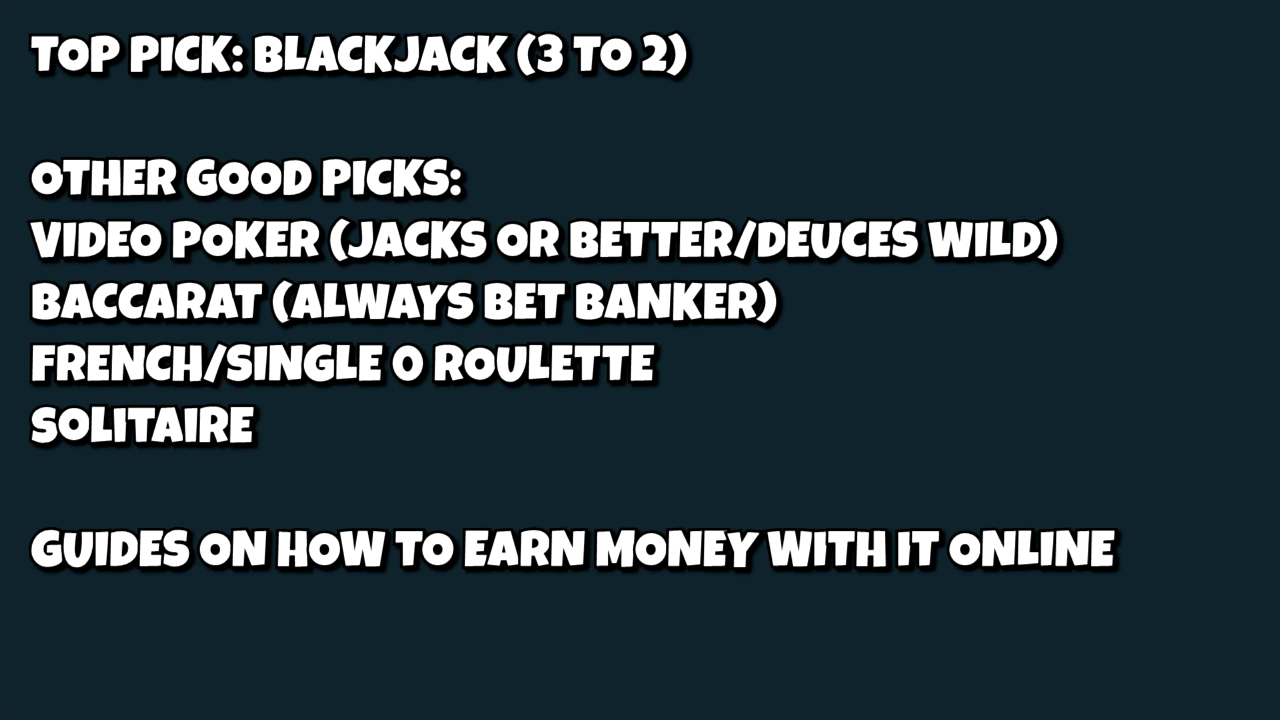 TOP PICK: BLACKJACK (3 TO 2)
OTHER GOOD PICKS:
VIDEO POKER (JACKS OR BETTER/DEUCES WILD)
BACCARAT (ALWAYS BET BANKER)
FRENCH/SINGLE 0 ROULETTE
SOLITAIRE
GUIDES ON HOW TO EARN MONEY WITH IT ONLINE